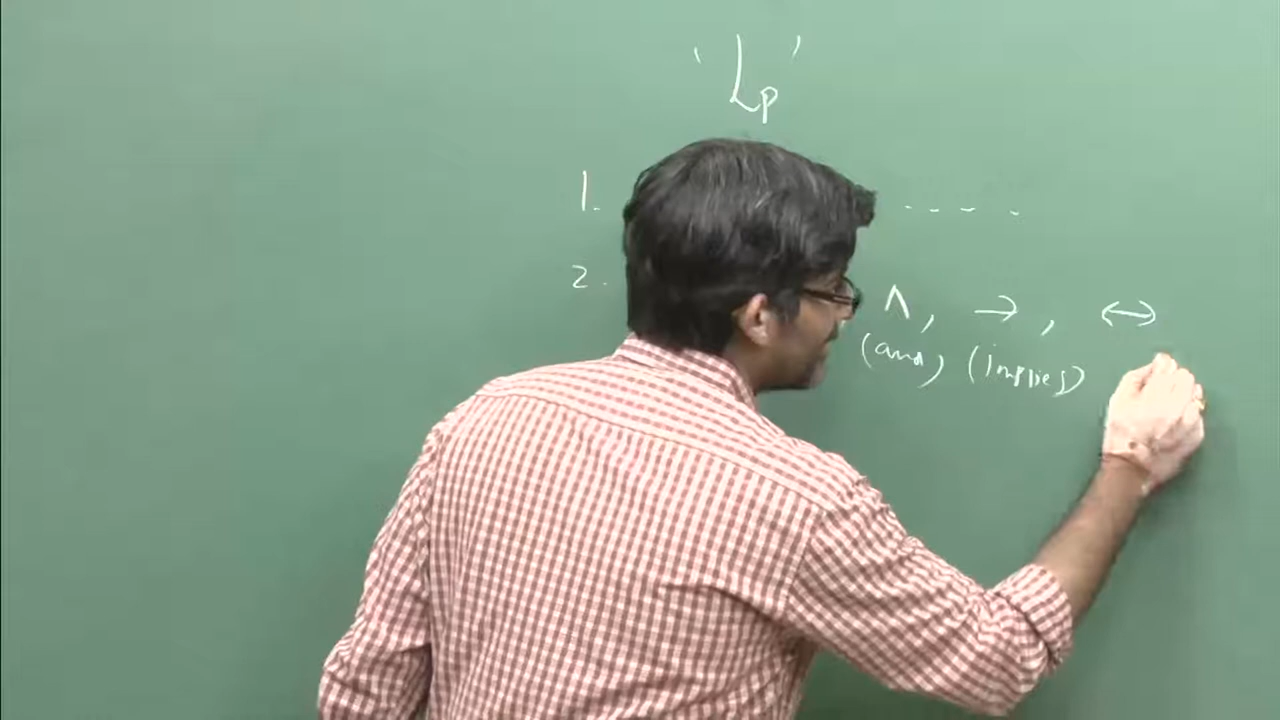 ' Lp '
1. - - - -
2. ∧, →, ↔
(and) (implies)